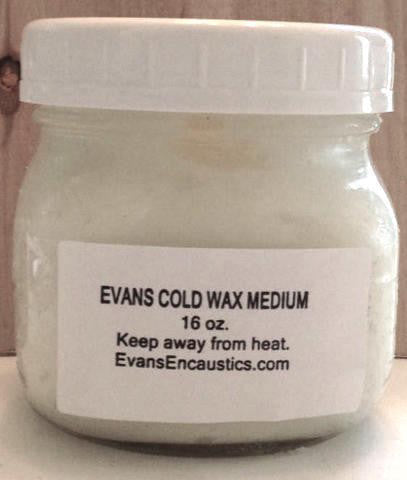 EVANS COLD WAX MEDIUM
16 oz.
Keep away from heat.
EvansEncaustics.com